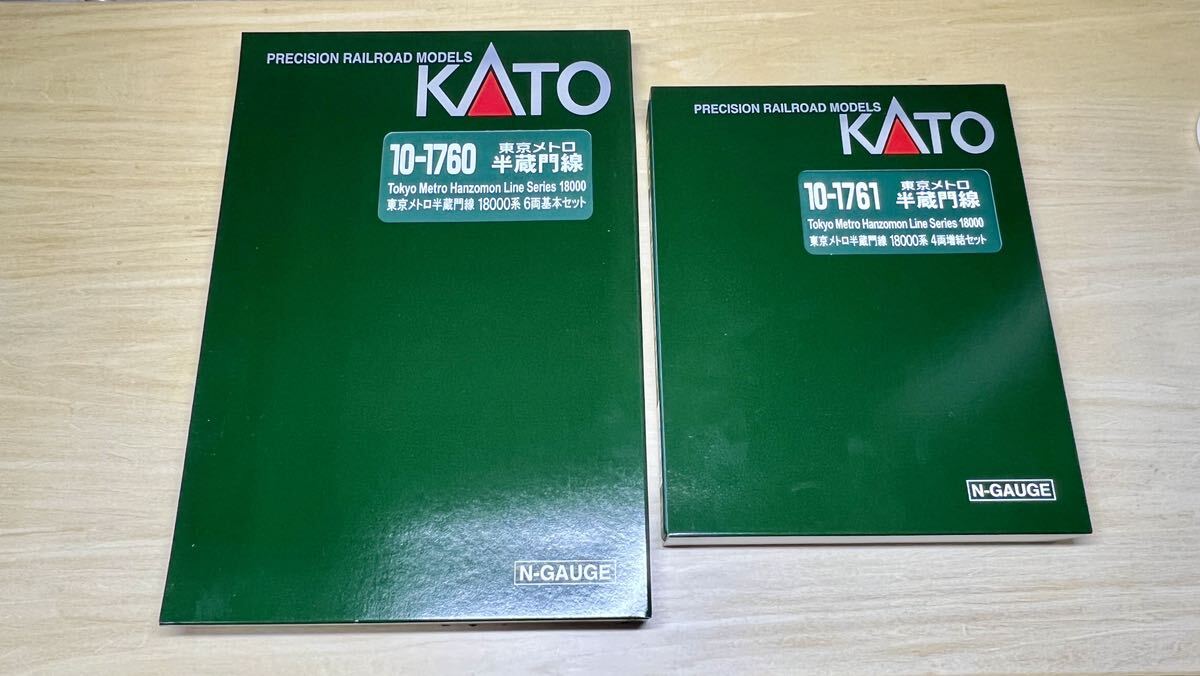 PRECISION RAILROAD MODELS
KATO
10-1760
東京メトロ
半蔵門線
Tokyo Metro Hanzomon Line Series 18000
東京メトロ半蔵門線 18000系 6両基本セット
N-GAUGE
PRECISION RAILROAD MODELS
KATO
10-1761
東京メトロ
半蔵門線
Tokyo Metro Hanzomon Line Series 18000
東京メトロ半蔵門線 18000系 4両増結セット
N-GAUGE